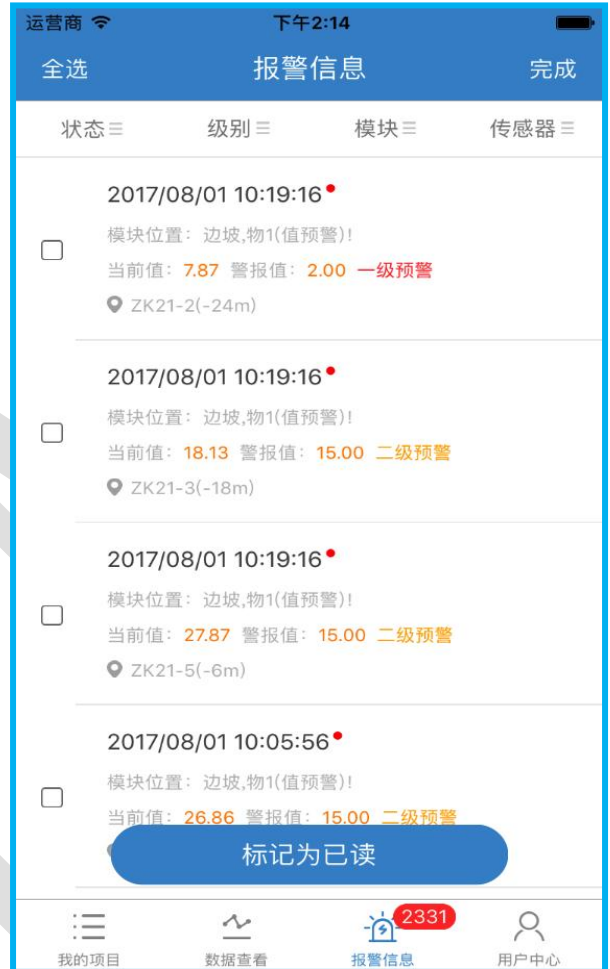 运营商 下午2:14
全选 报警信息 完成
状态 级别 模块 传感器
2017/08/01 10:19:16
模块位置：边坡,物1(值预警)!
当前值：7.87 警报值：2.00 一级预警
ZK21-2(-24m)
2017/08/01 10:19:16
模块位置：边坡,物1(值预警)!
当前值：18.13 警报值：15.00 二级预警
ZK21-3(-18m)
2017/08/01 10:19:16
模块位置：边坡,物1(值预警)!
当前值：27.87 警报值：15.00 二级预警
ZK21-5(-6m)
2017/08/01 10:05:56
模块位置：边坡,物1(值预警)!
当前值：26.86 警报值：15.00 二级预警
标记为已读
2331
我的项目 数据查看 报警信息 用户中心